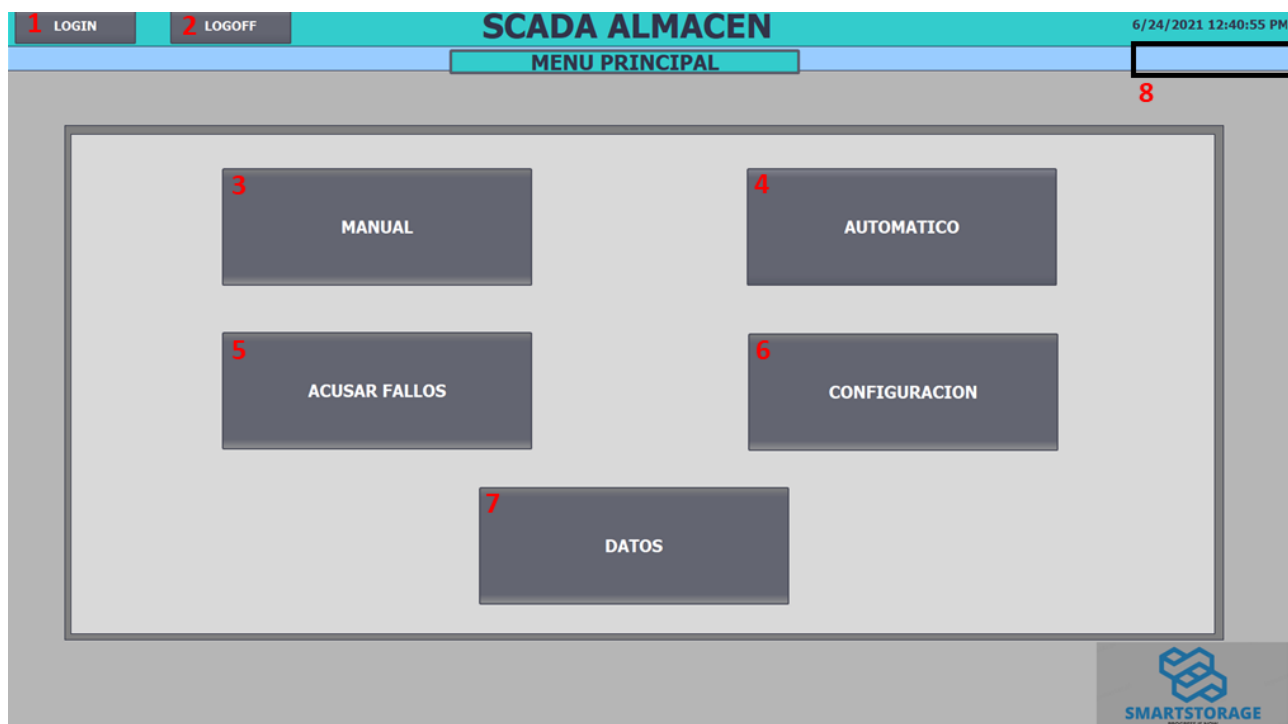 1 LOGIN
2 LOGOFF
SCADA ALMACEN
6/24/2021 12:40:55 PM
MENU PRINCIPAL
8
3
MANUAL
4
AUTOMATICO
5
ACUSAR FALLOS
6
CONFIGURACION
7
DATOS
SMARTSTORAGE